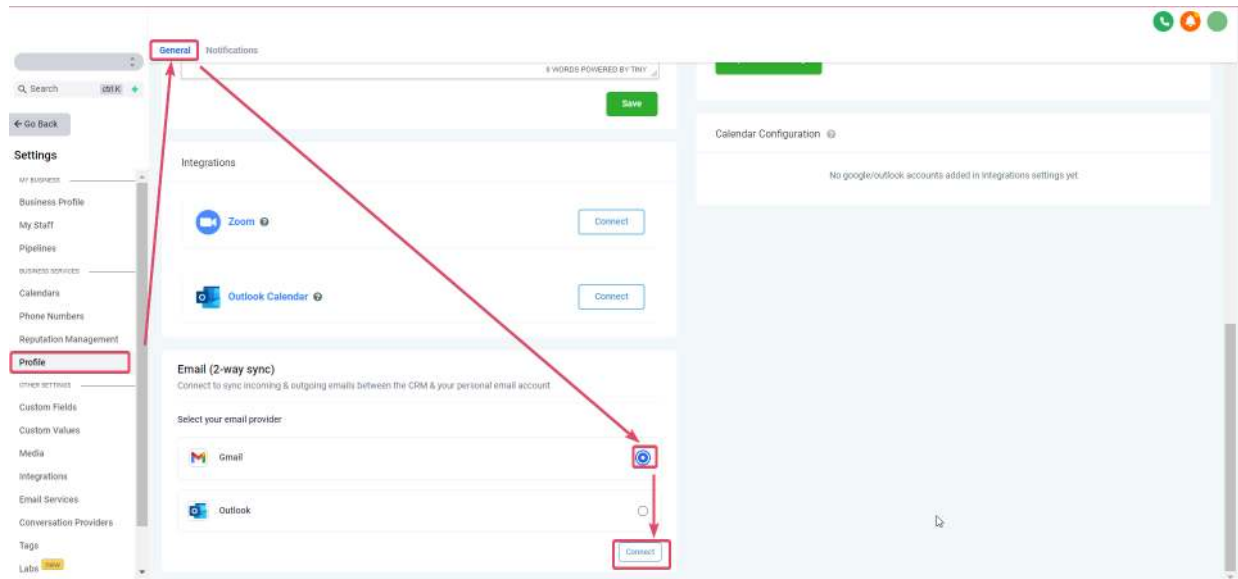 General Notifications
Search ctrl K
← Go Back
Settings
MY BUSINESS
Business Profile
My Staff
Pipelines
BUSINESS SERVICES
Calendars
Phone Numbers
Reputation Management
Profile
OTHER SETTINGS
Custom Fields
Custom Values
Media
Integrations
Email Services
Conversation Providers
Tags
Labs new
6 WORDS POWERED BY TINY
Save
Integrations
Zoom
Connect
Outlook Calendar
Connect
Email (2-way sync)
Connect to sync incoming & outgoing emails between the CRM & your personal email account
Select your email provider
Gmail
Outlook
Connect
Calendar Configuration
No google/outlook accounts added in integrations settings yet